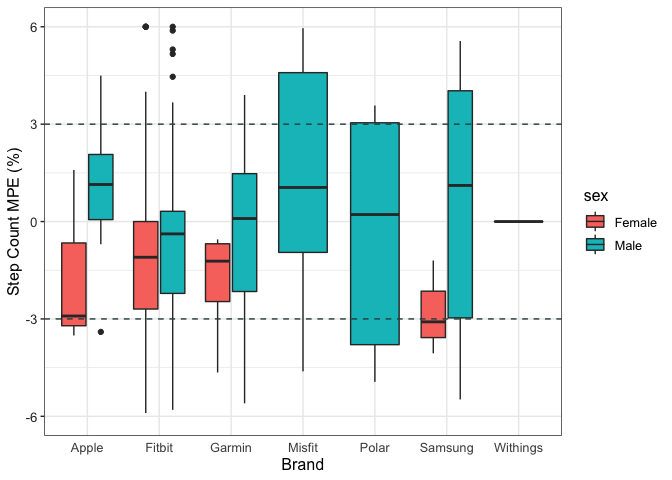 Step Count MPE (%)
6
3
0
-3
-6
Apple Fitbit Garmin Misfit Polar Samsung Withings
Brand
sex
Female
Male